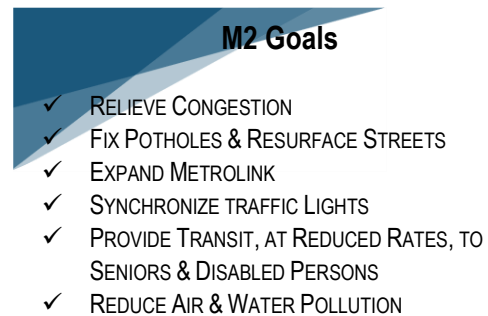 M2 Goals
✓ RELIEVE CONGESTION
✓ FIX POTHOLES & RESURFACE STREETS
✓ EXPAND METROLINK
✓ SYNCHRONIZE TRAFFIC LIGHTS
✓ PROVIDE TRANSIT, AT REDUCED RATES, TO
SENIORS & DISABLED PERSONS
✓ REDUCE AIR & WATER POLLUTION